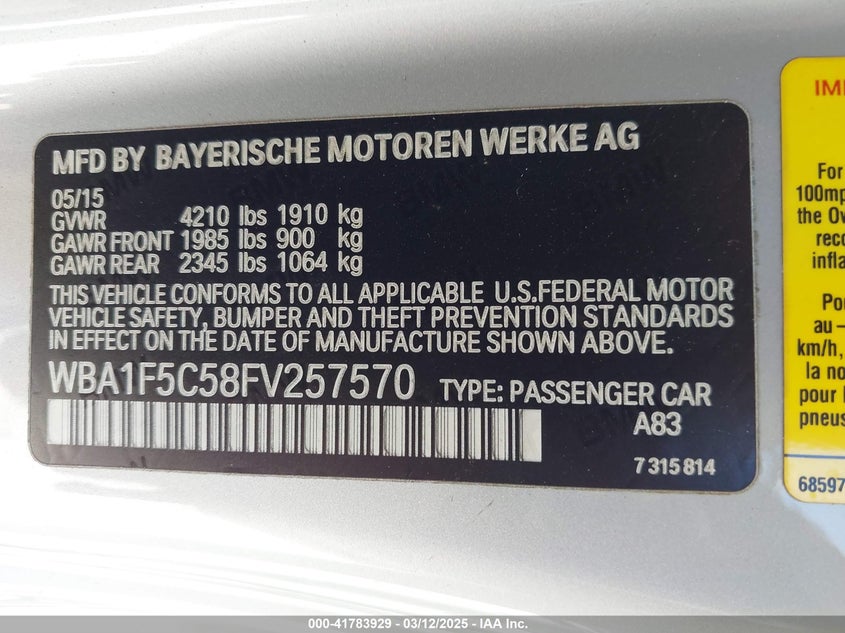 MFD BY BAYERISCHE MOTOREN WERKE AG
05/15
GVWR 4210 lbs 1910 kg
GAWR FRONT 1985 lbs 900 kg
GAWR REAR 2345 lbs 1064 kg
THIS VEHICLE CONFORMS TO ALL APPLICABLE U.S.FEDERAL MOTOR
VEHICLE SAFETY, BUMPER AND THEFT PREVENTION STANDARDS
IN EFFECT ON THE DATE OF MANUFACTURE SHOWN ABOVE.
WBA1F5C58FV257570 TYPE: PASSENGER CAR
A83
7 315 814
For
100mp
the Ov
reco
infla
Po
au
km/h,
la no
pour
pneus
68597
000-41783929 - 03/12/2025 - IAA Inc.